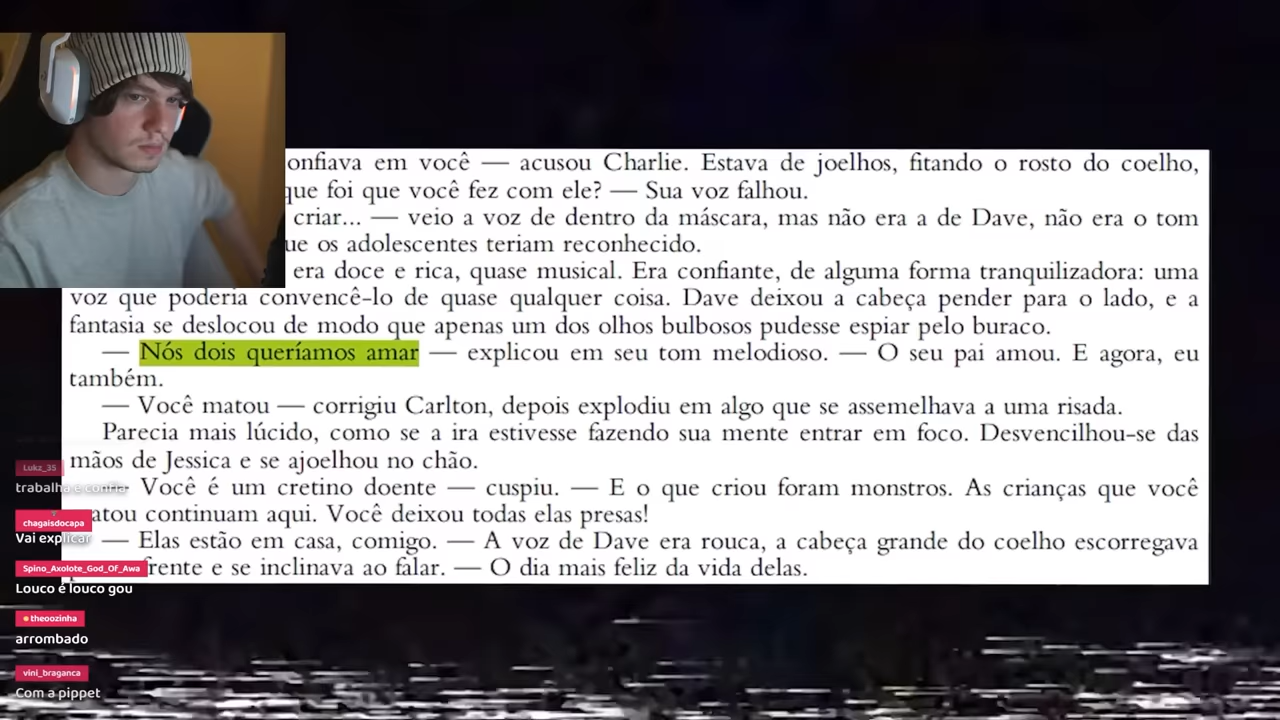 onfiava em você — acusou Charlie. Estava de joelhos, fitando o rosto do coelho,
que foi que você fez com ele? — Sua voz falhou.
criar... — veio a voz de dentro da máscara, mas não era a de Dave, não era o tom
ue os adolescentes teriam reconhecido.
era doce e rica, quase musical. Era confiante, de alguma forma tranquilizadora: uma
voz que poderia convencê-lo de quase qualquer coisa. Dave deixou a cabeça pender para o lado, e a
fantasia se deslocou de modo que apenas um dos olhos bulbosos pudesse espiar pelo buraco.
— Nós dois queríamos amar — explicou em seu tom melodioso. — O seu pai amou. E agora, eu
também.
— Você matou — corrigiu Carlton, depois explodiu em algo que se assemelhava a uma risada.
Parecia mais lúcido, como se a ira estivesse fazendo sua mente entrar em foco. Desvencilhou-se das
mãos de Jessica e se ajoelhou no chão.
Você é um cretino doente — cuspiu. — E o que criou foram monstros. As crianças que você
atou continuam aqui. Você deixou todas elas presas!
— Elas estão em casa, comigo. — A voz de Dave era rouca, a cabeça grande do coelho escorregava
frente e se inclinava ao falar. — O dia mais feliz da vida delas.
Lukz_35
trabalha e confia
chagaisdocapa
Vai explicar
Spino_Axolote_God_Of_Awa
Louco é louco gou
theoozinha
arrombado
vini_braganca
Com a pippet